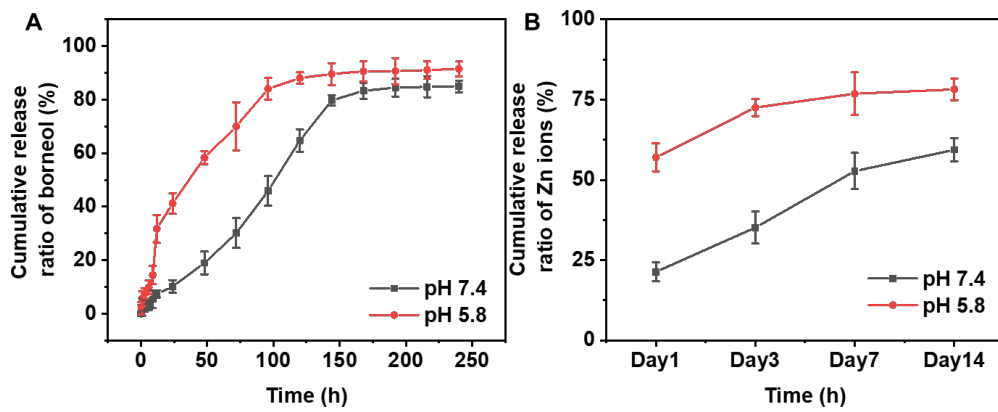 A
Cumulative release
ratio of borneol (%)
100
80
60
40
20
0
0
50
100
150
200
250
Time (h)
pH 7.4
pH 5.8
B
Cumulative release
ratio of Zn ions (%)
100
75
50
25
0
Day1
Day3
Day7
Day14
Time (h)
pH 7.4
pH 5.8